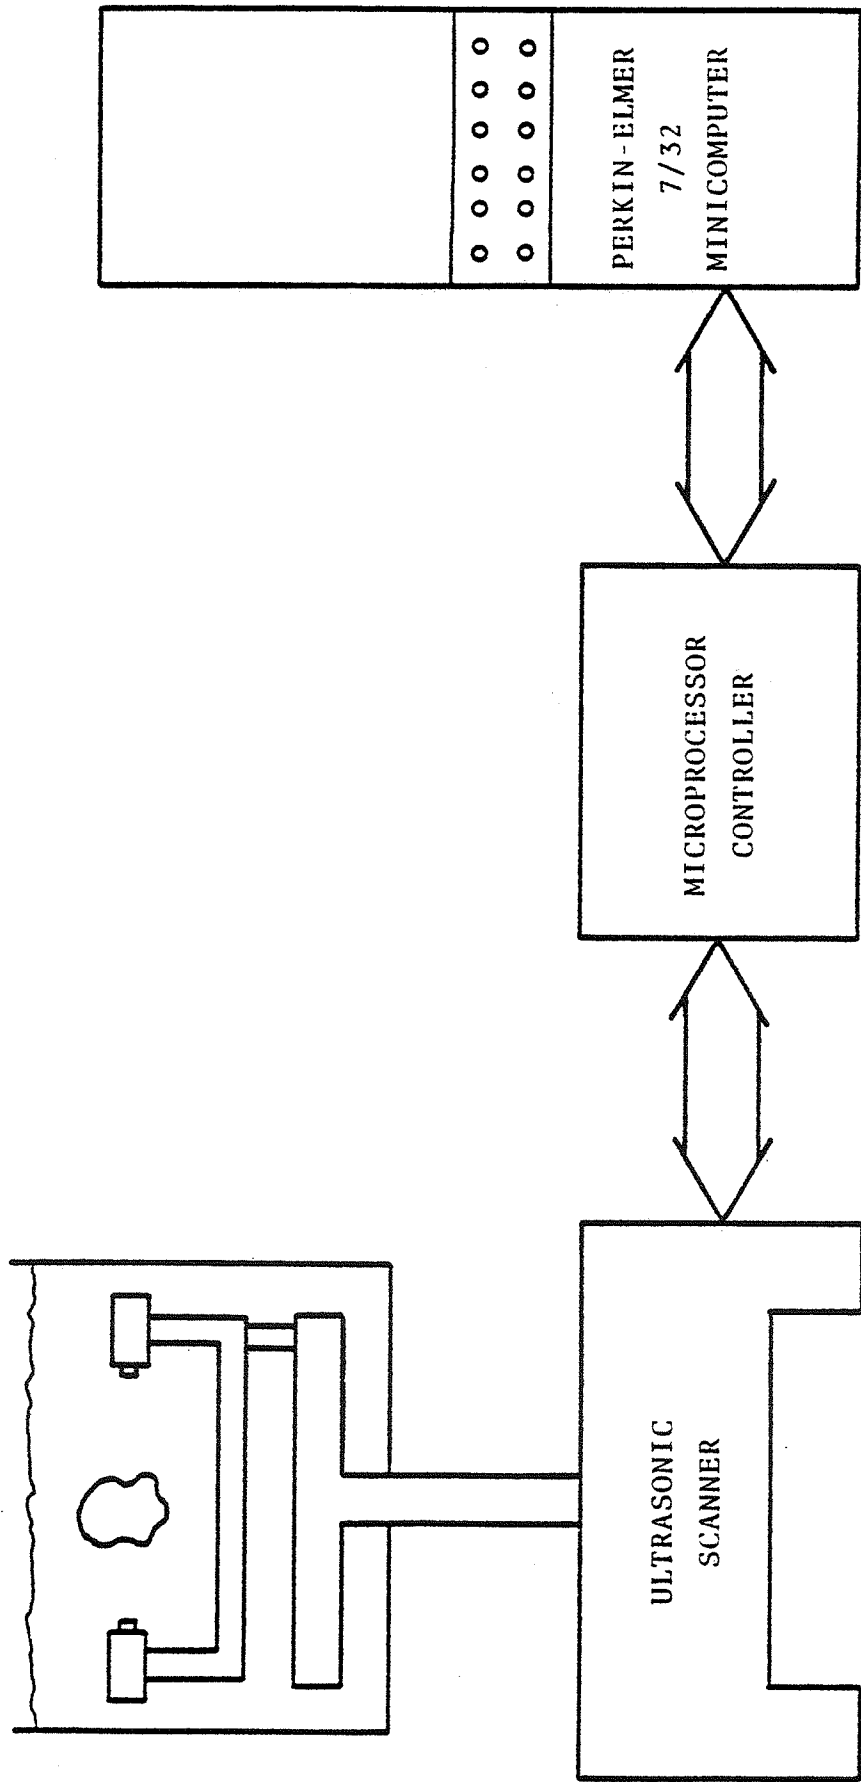 ULTRASONIC
SCANNER
MICROPROCESSOR
CONTROLLER
PERKIN-ELMER
7/32
MINICOMPUTER